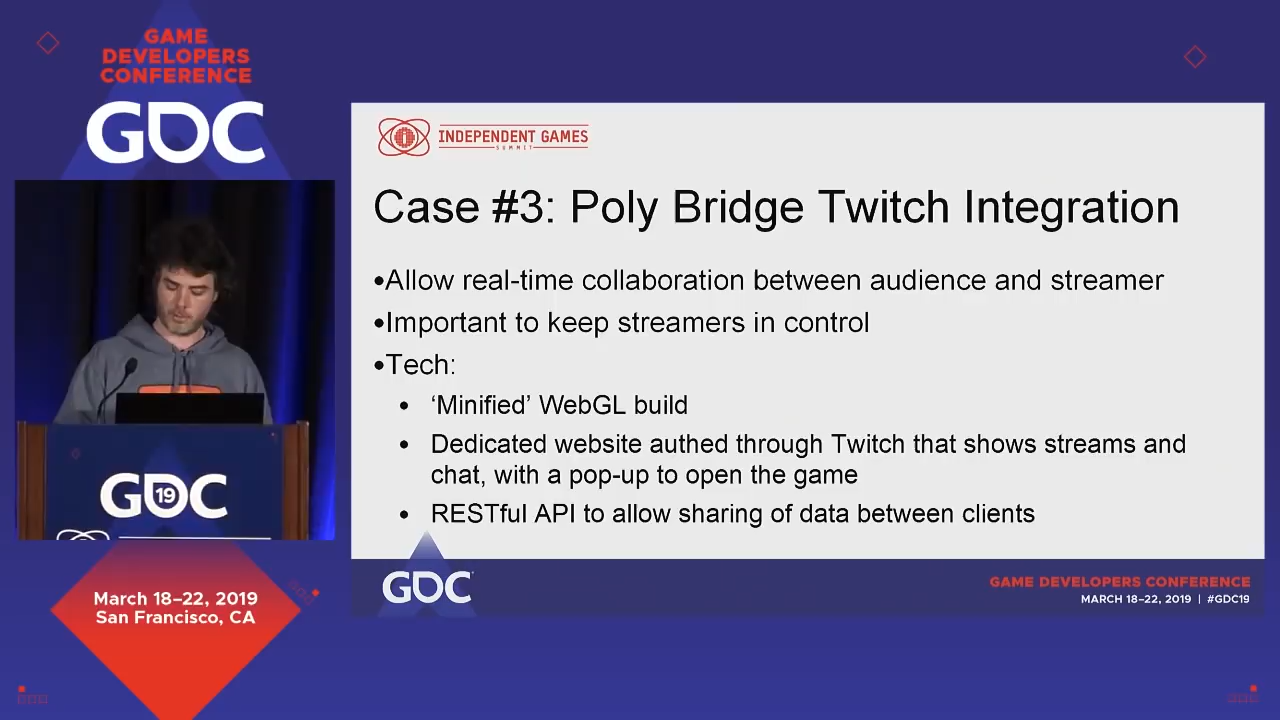 GAME
DEVELOPERS
CONFERENCE
GDC
GDC
19
March 18–22, 2019
San Francisco, CA
INDEPENDENT GAMES
SUMMIT
Case #3: Poly Bridge Twitch Integration
•Allow real-time collaboration between audience and streamer
•Important to keep streamers in control
•Tech:
• ‘Minified’ WebGL build
• Dedicated website authed through Twitch that shows streams and
chat, with a pop-up to open the game
• RESTful API to allow sharing of data between clients
GDC
GAME DEVELOPERS CONFERENCE
MARCH 18–22, 2019 | #GDC19